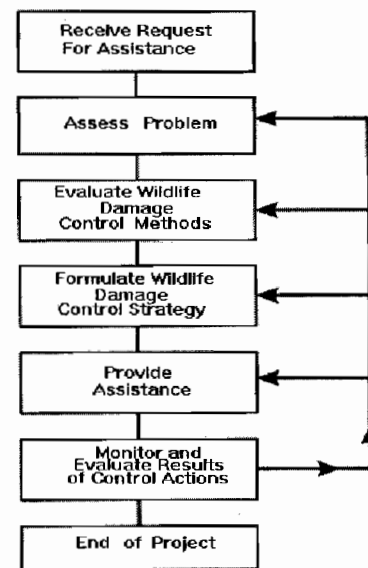 Receive Request
For Assistance
Assess Problem
Evaluate Wildlife
Damage
Control Methods
Formulate Wildlife
Damage
Control Strategy
Provide
Assistance
Monitor and
Evaluate Results
of Control Actions
End of Project